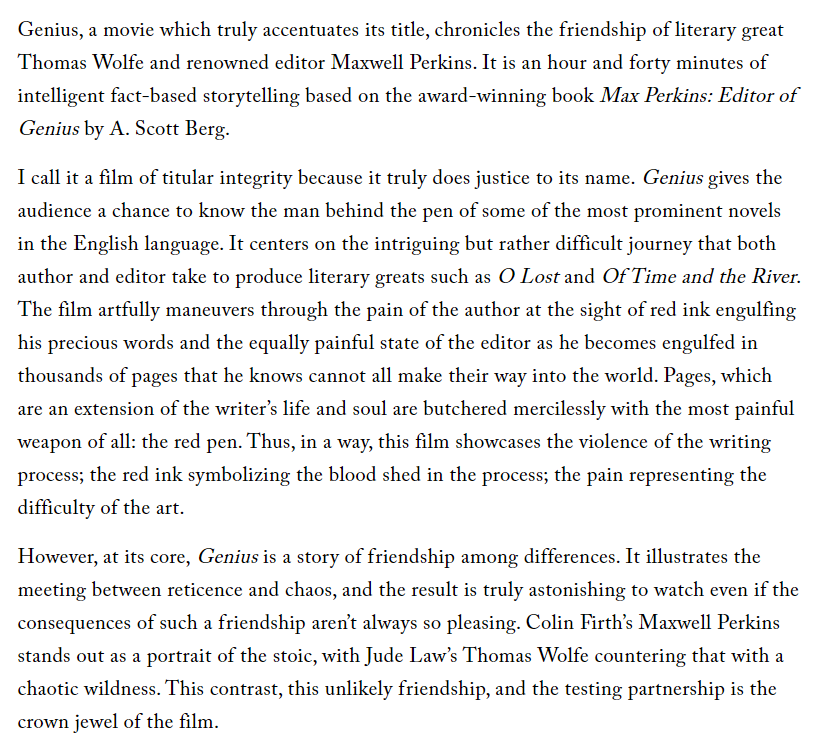 Genius, a movie which truly accentuates its title, chronicles the friendship of literary great
Thomas Wolfe and renowned editor Maxwell Perkins. It is an hour and forty minutes of
intelligent fact-based storytelling based on the award-winning book Max Perkins: Editor of
Genius by A. Scott Berg.
I call it a film of titular integrity because it truly does justice to its name. Genius gives the
audience a chance to know the man behind the pen of some of the most prominent novels
in the English language. It centers on the intriguing but rather difficult journey that both
author and editor take to produce literary greats such as O Lost and Of Time and the River.
The film artfully maneuvers through the pain of the author at the sight of red ink engulfing
his precious words and the equally painful state of the editor as he becomes engulfed in
thousands of pages that he knows cannot all make their way into the world. Pages, which
are an extension of the writer’s life and soul are butchered mercilessly with the most painful
weapon of all: the red pen. Thus, in a way, this film showcases the violence of the writing
process; the red ink symbolizing the blood shed in the process; the pain representing the
difficulty of the art.
However, at its core, Genius is a story of friendship among differences. It illustrates the
meeting between reticence and chaos, and the result is truly astonishing to watch even if the
consequences of such a friendship aren’t always so pleasing. Colin Firth’s Maxwell Perkins
stands out as a portrait of the stoic, with Jude Law’s Thomas Wolfe countering that with a
chaotic wildness. This contrast, this unlikely friendship, and the testing partnership is the
crown jewel of the film.